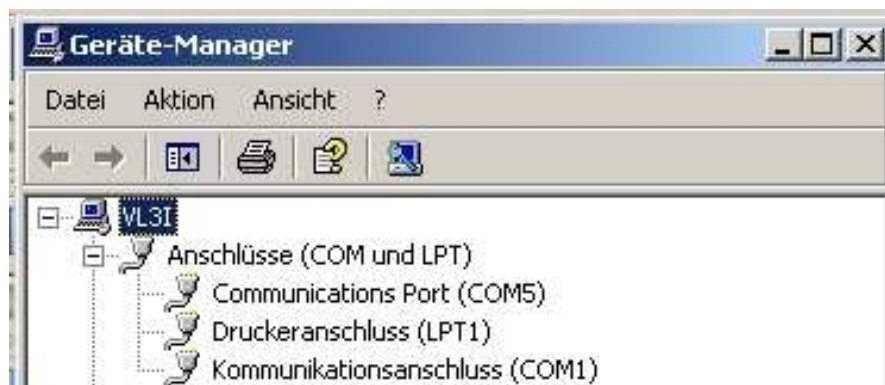 Geräte-Manager
Datei Aktion Ansicht ?
VL3I
Anschlüsse (COM und LPT)
Communications Port (COM5)
Druckeranschluss (LPT1)
Kommunikationsanschluss (COM1)